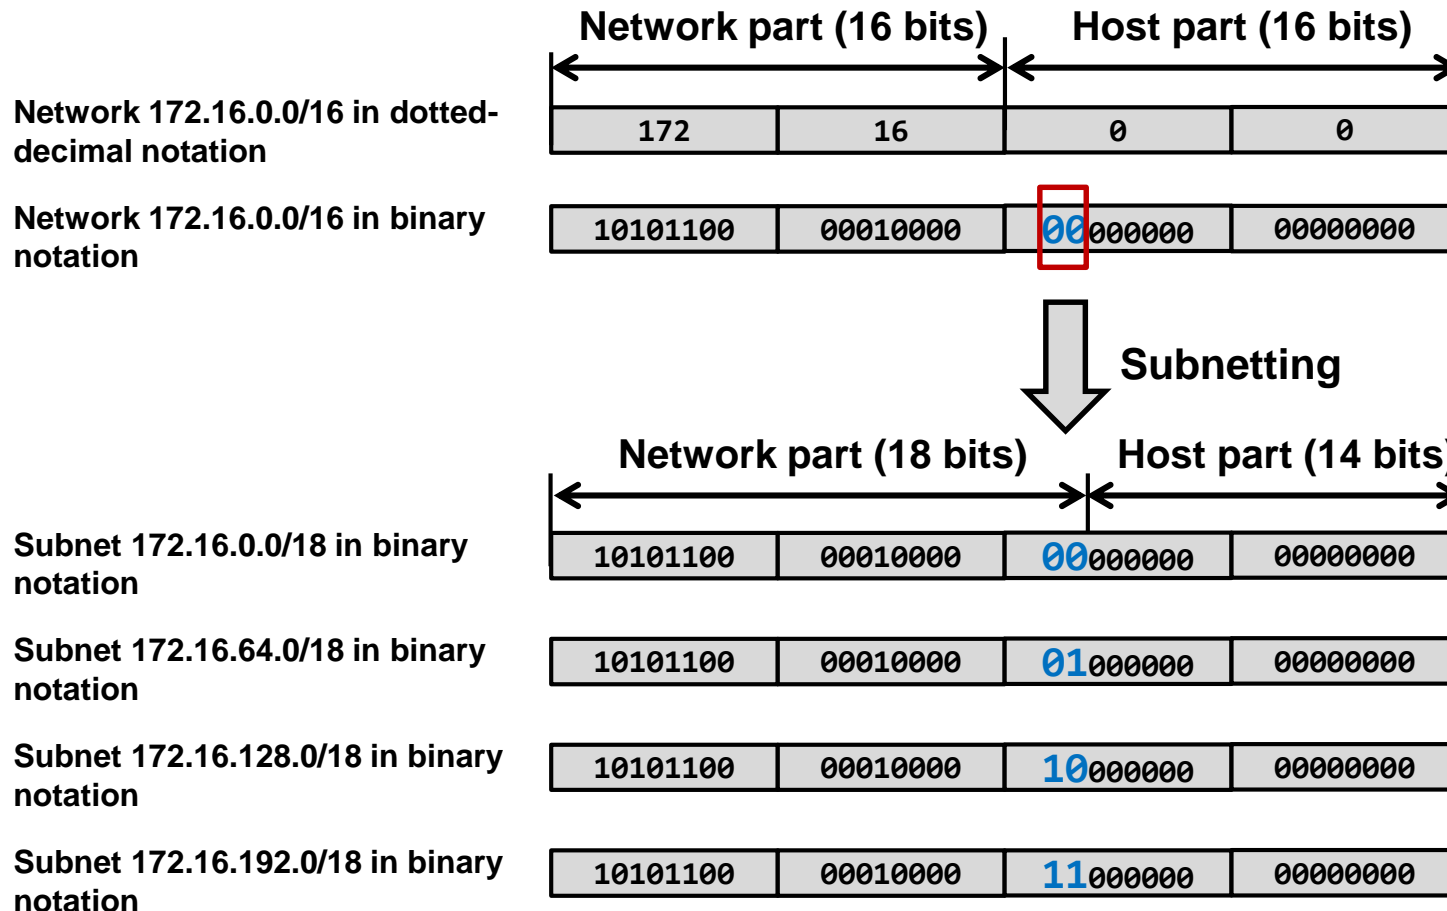 Network part (16 bits) Host part (16 bits)
Network 172.16.0.0/16 in dotted-
decimal notation
172 16 0 0
Network 172.16.0.0/16 in binary
notation
10101100 00010000 00000000 00000000
Subnetting
Network part (18 bits) Host part (14 bits)
Subnet 172.16.0.0/18 in binary
notation
10101100 00010000 00000000 00000000
Subnet 172.16.64.0/18 in binary
notation
10101100 00010000 01000000 00000000
Subnet 172.16.128.0/18 in binary
notation
10101100 00010000 10000000 00000000
Subnet 172.16.192.0/18 in binary
notation
10101100 00010000 11000000 00000000